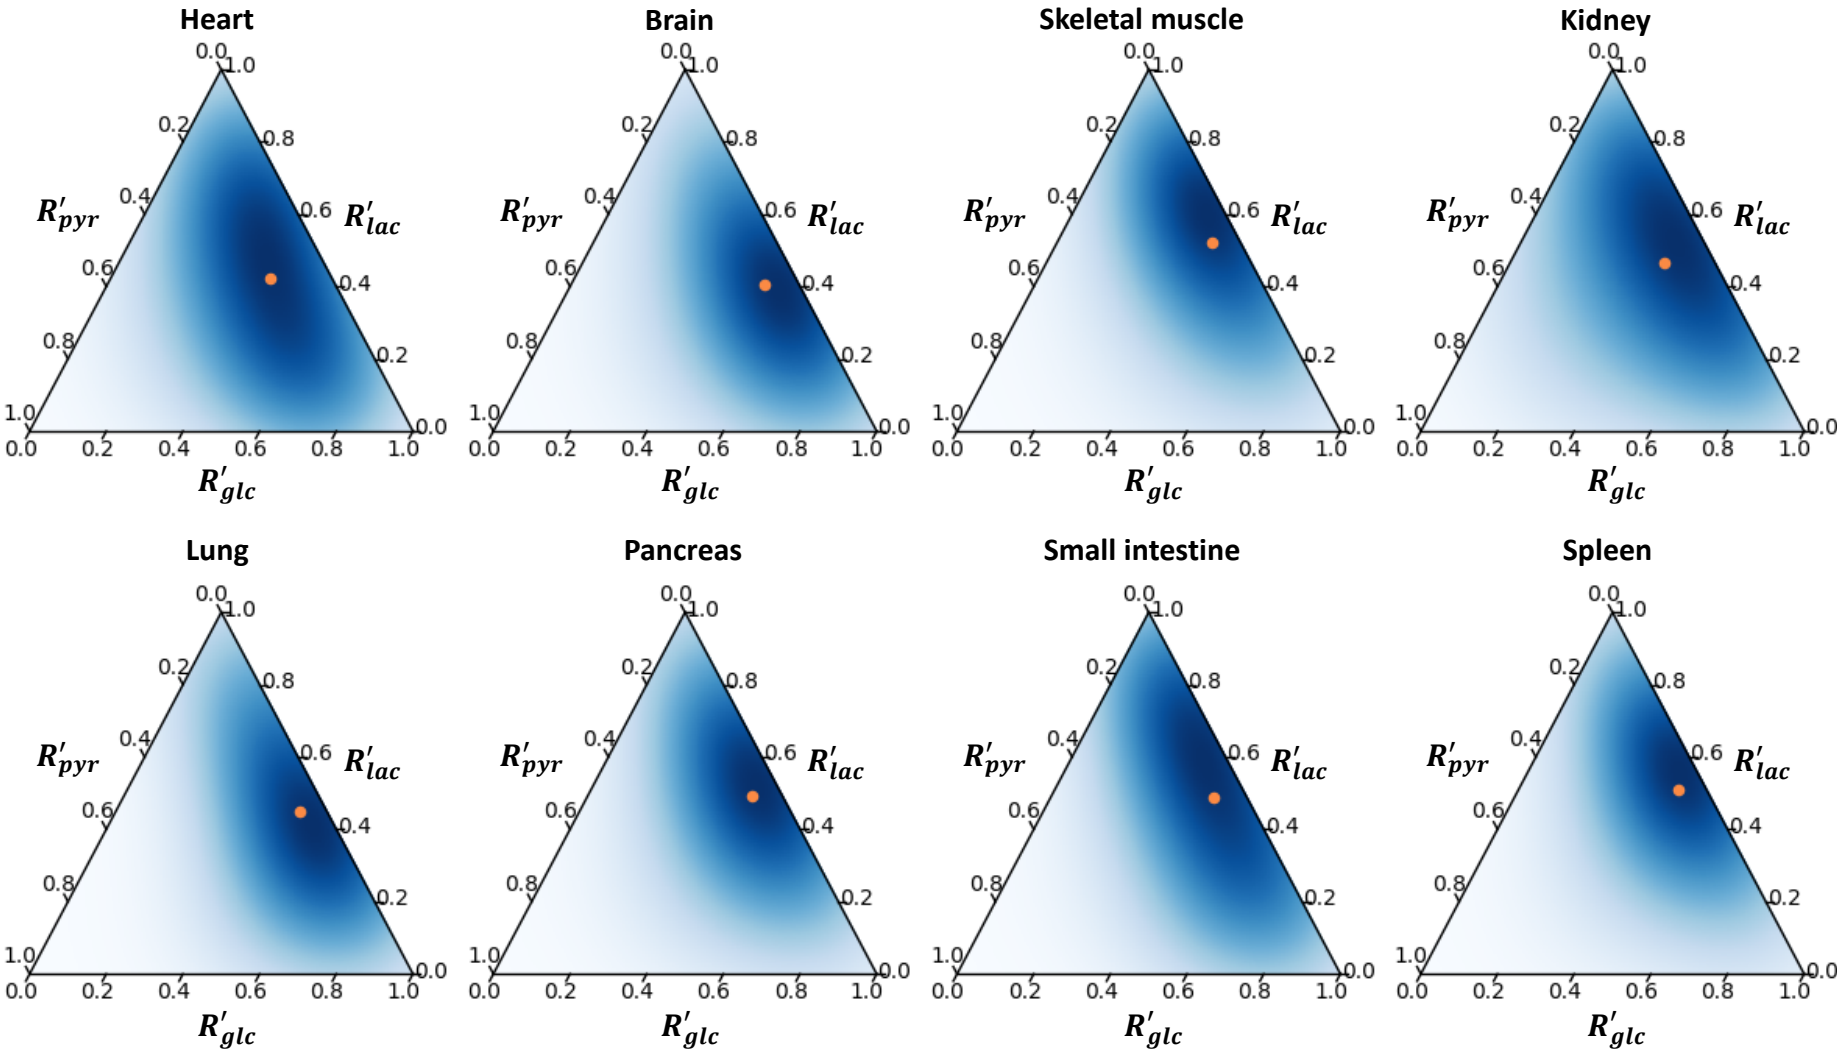 Heart Brain Skeletal muscle Kidney
0.0 0.0 0.0 0.0
1.0 1.0 1.0 1.0
0.2 0.8 0.2 0.8 0.2 0.8 0.2 0.8
0.4 0.6 0.4 0.6 0.4 0.6 0.4 0.6
R'pyr R'lac R'pyr R'lac R'pyr R'lac R'pyr R'lac
0.6 0.4 0.6 0.4 0.6 0.4 0.6 0.4
0.8 0.2 0.8 0.2 0.8 0.2 0.8 0.2
1.0 0.0 1.0 0.0 1.0 0.0 1.0 0.0
0.0 0.2 0.4 0.6 0.8 1.0 0.0 0.2 0.4 0.6 0.8 1.0 0.0 0.2 0.4 0.6 0.8 1.0 0.0 0.2 0.4 0.6 0.8 1.0
R'glc R'glc R'glc R'glc
Lung Pancreas Small intestine Spleen
0.0 0.0 0.0 0.0
1.0 1.0 1.0 1.0
0.2 0.8 0.2 0.8 0.2 0.8 0.2 0.8
0.4 0.6 0.4 0.6 0.4 0.6 0.4 0.6
R'pyr R'lac R'pyr R'lac R'pyr R'lac R'pyr R'lac
0.6 0.4 0.6 0.4 0.6 0.4 0.6 0.4
0.8 0.2 0.8 0.2 0.8 0.2 0.8 0.2
1.0 0.0 1.0 0.0 1.0 0.0 1.0 0.0
0.0 0.2 0.4 0.6 0.8 1.0 0.0 0.2 0.4 0.6 0.8 1.0 0.0 0.2 0.4 0.6 0.8 1.0 0.0 0.2 0.4 0.6 0.8 1.0
R'glc R'glc R'glc R'glc